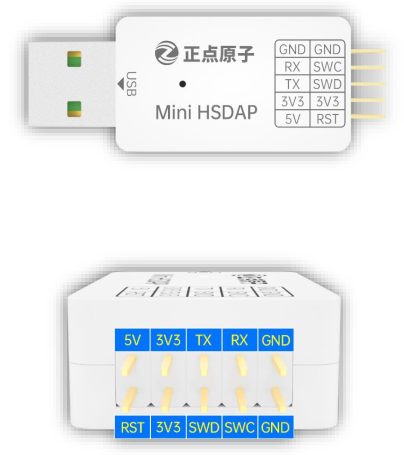 正点原子
USB
Mini HSDAP
GND GND
RX SWC
TX SWD
3V3 3V3
5V RST
5V 3V3 TX RX GND
RST 3V3 SWD SWC GND